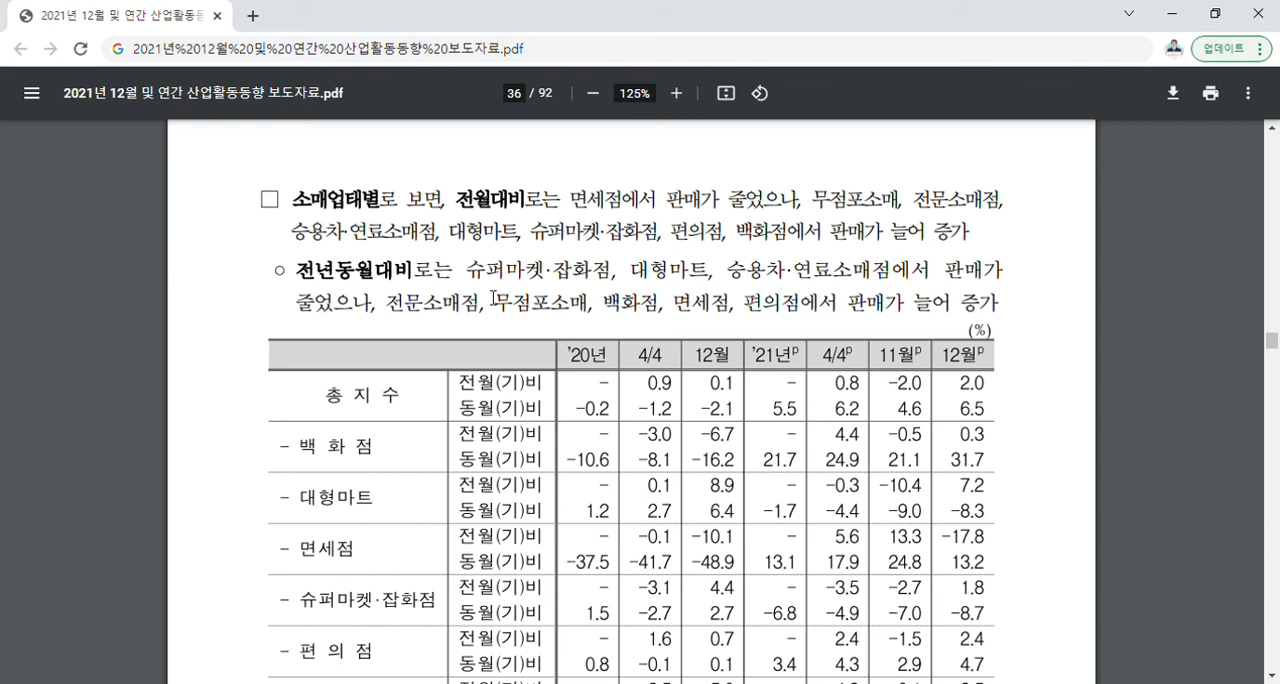 2021년 12월 및 연간 산업활동동
2021년%2012월%20및%20연간%20산업활동동향%20보도자료.pdf
업데이트
2021년 12월 및 연간 산업활동동향 보도자료.pdf
36 / 92
125%
□ 소매업태별로 보면, 전월대비로는 면세점에서 판매가 줄었으나, 무점포소매, 전문소매점,
승용차·연료소매점, 대형마트, 슈퍼마켓·잡화점, 편의점, 백화점에서 판매가 늘어 증가
○ 전년동월대비로는 슈퍼마켓·잡화점, 대형마트, 승용차·연료소매점에서 판매가
줄었으나, 전문소매점, 무점포소매, 백화점, 면세점, 편의점에서 판매가 늘어 증가
(%)
'20년 4/4 12월 '21년p 4/4p 11월p 12월p
총 지 수 전월(기)비 - 0.9 0.1 - 0.8 -2.0 2.0
동월(기)비 -0.2 -1.2 -2.1 5.5 6.2 4.6 6.5
- 백 화 점 전월(기)비 - -3.0 -6.7 - 4.4 -0.5 0.3
동월(기)비 -10.6 -8.1 -16.2 21.7 24.9 21.1 31.7
- 대형마트 전월(기)비 - 0.1 8.9 - -0.3 -10.4 7.2
동월(기)비 1.2 2.7 6.4 -1.7 -4.4 -9.0 -8.3
- 면세점 전월(기)비 - -0.1 -10.1 - 5.6 13.3 -17.8
동월(기)비 -37.5 -41.7 -48.9 13.1 17.9 24.8 13.2
- 슈퍼마켓·잡화점 전월(기)비 - -3.1 4.4 - -3.5 -2.7 1.8
동월(기)비 1.5 -2.7 2.7 -6.8 -4.9 -7.0 -8.7
- 편 의 점 전월(기)비 - 1.6 0.7 - 2.4 -1.5 2.4
동월(기)비 0.8 -0.1 0.1 3.4 4.3 2.9 4.7